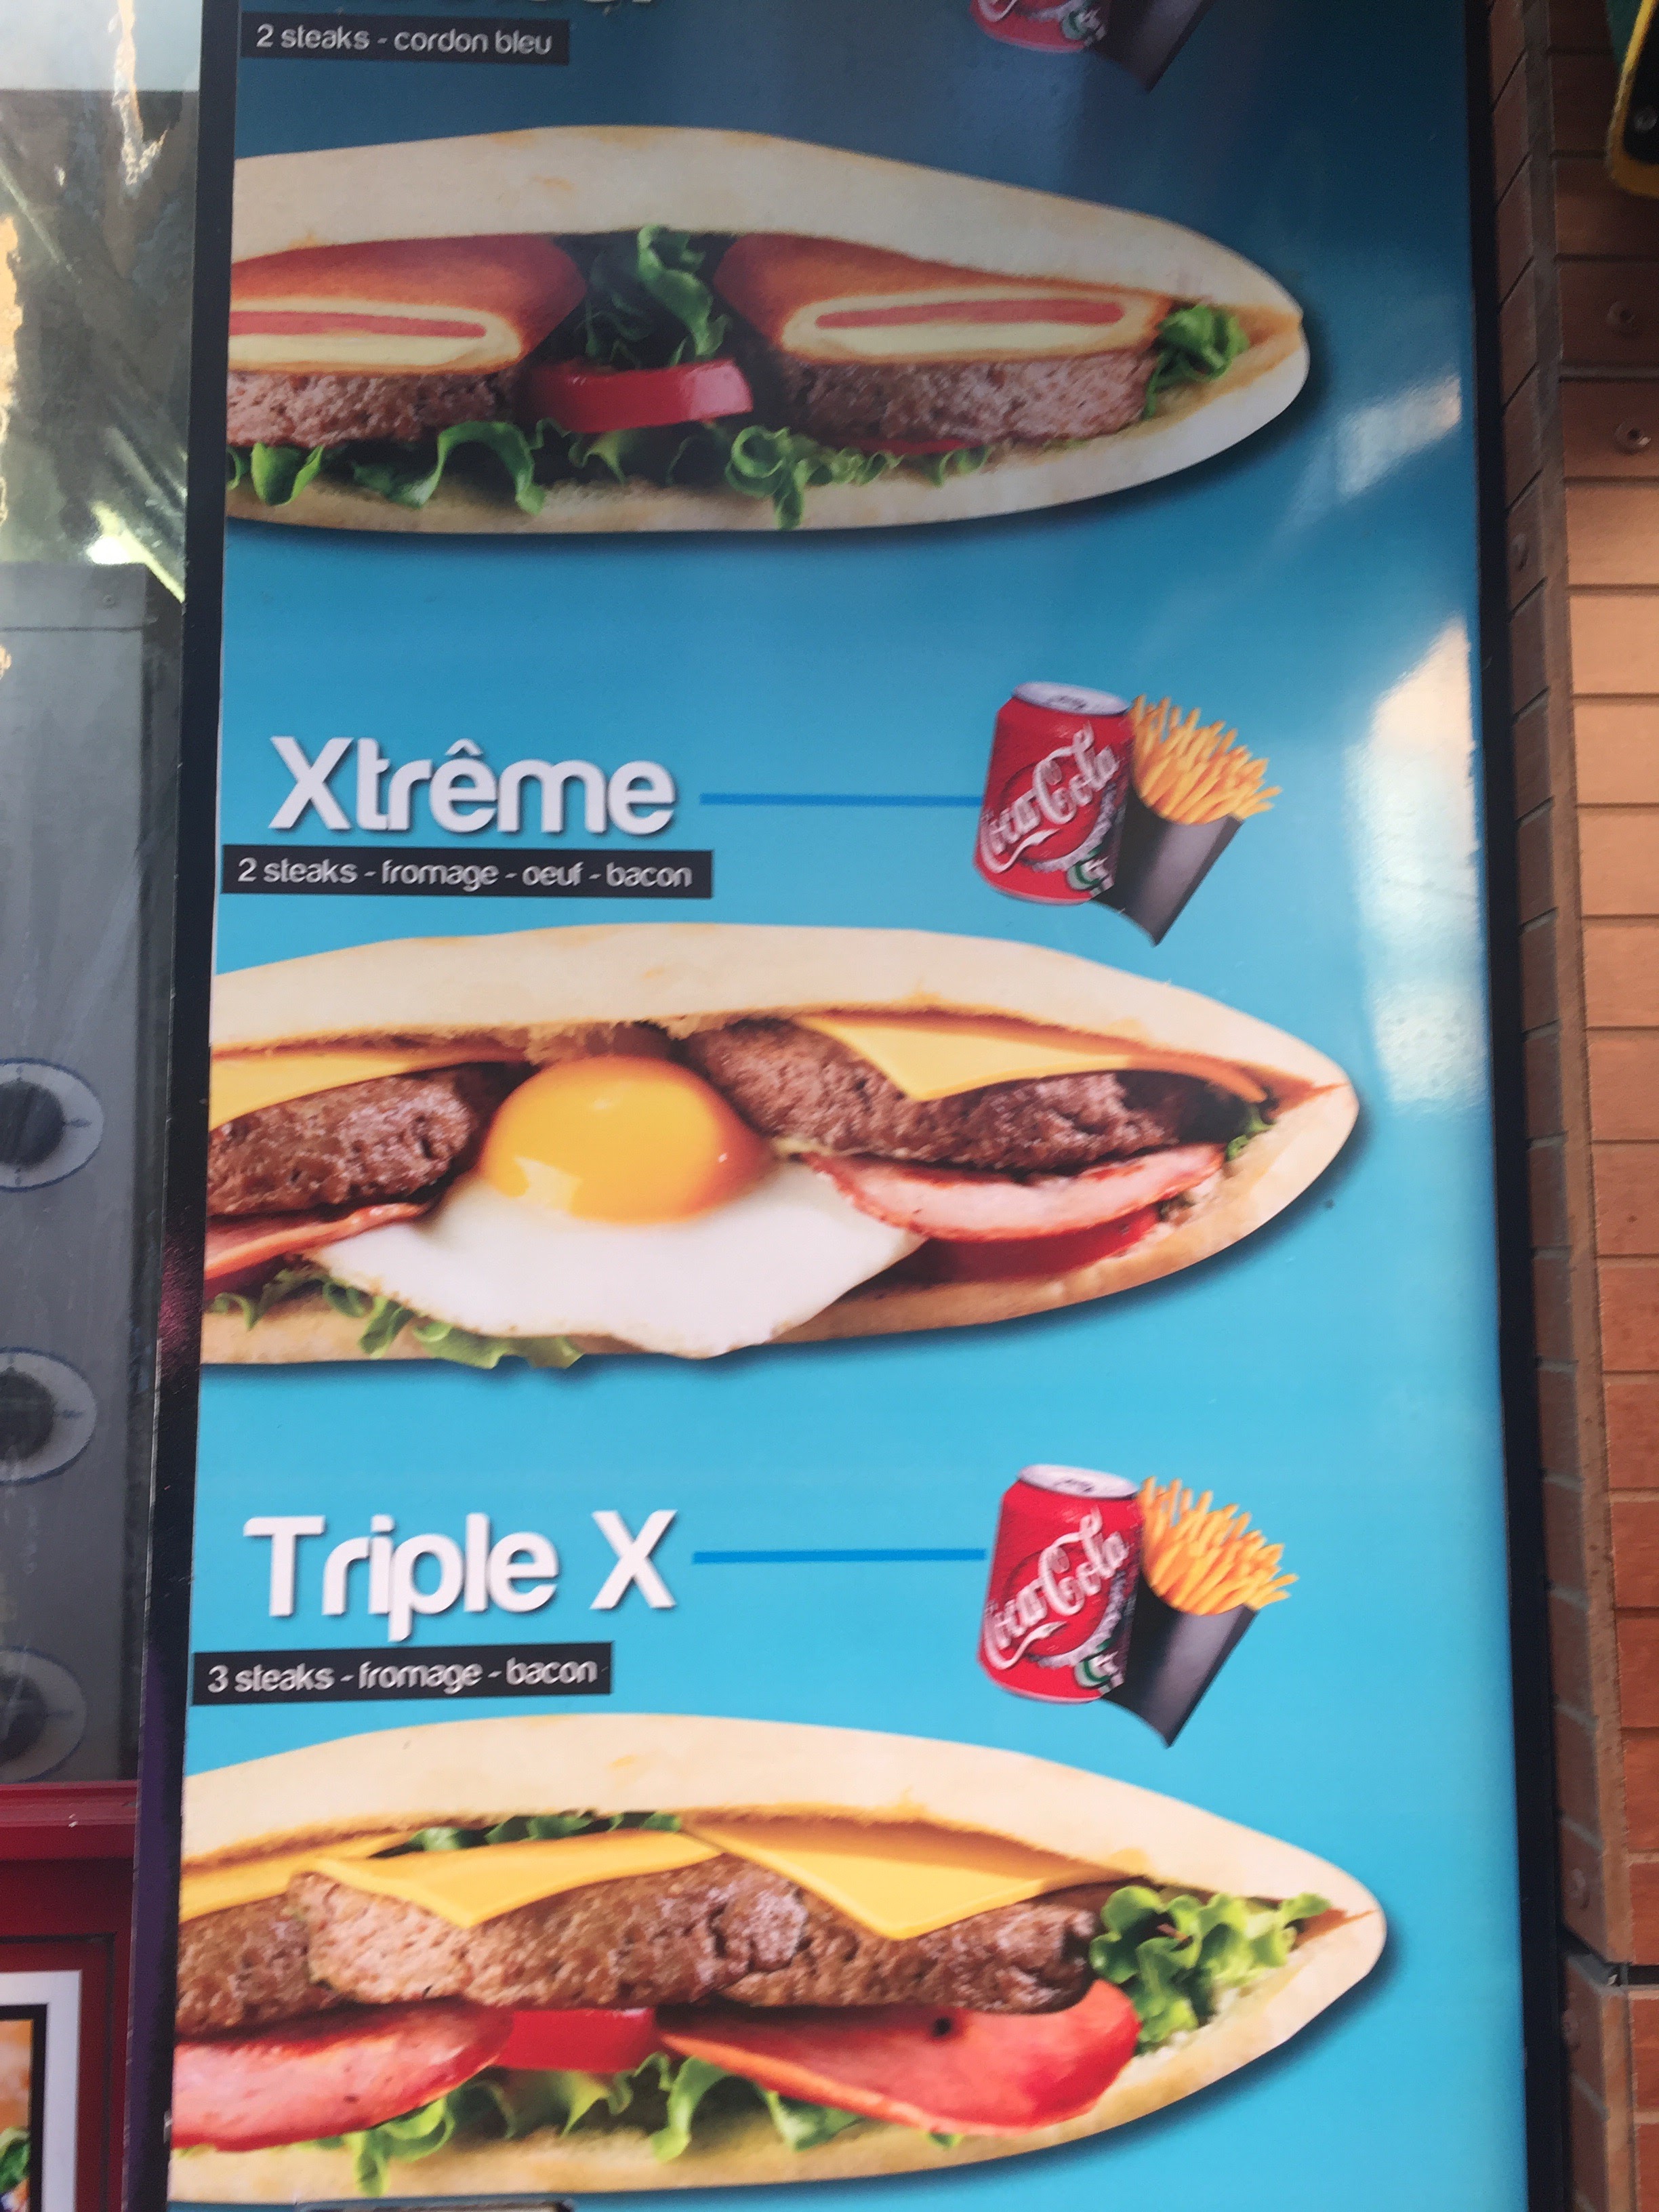 2 steaks - cordon bleu
Xtrême
Coca-Cola
2 steaks - fromage - oeuf - bacon
Triple X
Coca-Cola
3 steaks - fromage - bacon